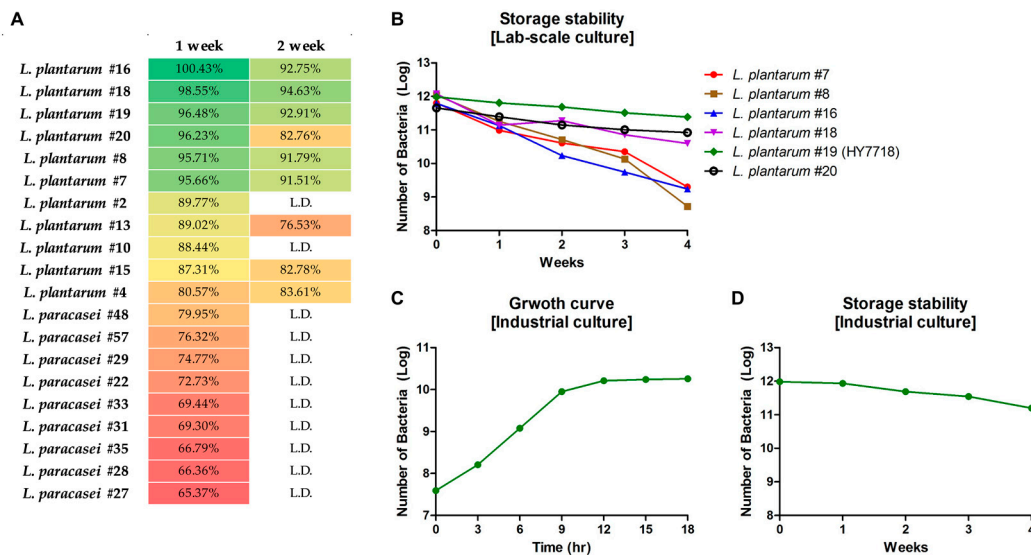 A
1 week 2 week
L. plantarum #16 100.43% 92.75%
L. plantarum #18 98.55% 94.63%
L. plantarum #19 96.48% 92.91%
L. plantarum #20 96.23% 82.76%
L. plantarum #8 95.71% 91.79%
L. plantarum #7 95.66% 91.51%
L. plantarum #2 89.77% L.D.
L. plantarum #13 89.02% 76.53%
L. plantarum #10 88.44% L.D.
L. plantarum #15 87.31% 82.78%
L. plantarum #4 80.57% 83.61%
L. paracasei #48 79.95% L.D.
L. paracasei #57 76.32% L.D.
L. paracasei #29 74.77% L.D.
L. paracasei #22 72.73% L.D.
L. paracasei #33 69.44% L.D.
L. paracasei #31 69.30% L.D.
L. paracasei #35 66.79% L.D.
L. paracasei #28 66.36% L.D.
L. paracasei #27 65.37% L.D.
B
Storage stability
[Lab-scale culture]
Number of Bacteria (Log)
13
12
11
10
9
8
0 1 2 3 4
Weeks
L. plantarum #7
L. plantarum #8
L. plantarum #16
L. plantarum #18
L. plantarum #19 (HY7718)
L. plantarum #20
C
Grwoth curve
[Industrial culture]
Number of Bacteria (Log)
11
10
9
8
7
0 3 6 9 12 15 18
Time (hr)
D
Storage stability
[Industrial culture]
Number of Bacteria (Log)
13
12
11
10
9
8
0 1 2 3 4
Weeks